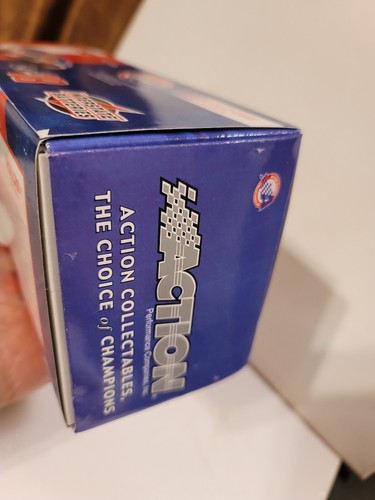 ACTION
Performance Companies, Inc.
ACTION COLLECTABLES,
THE CHOICE of CHAMPIONS